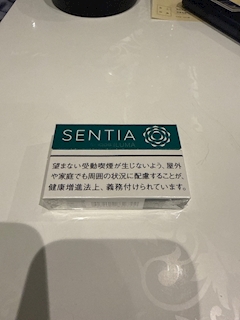 SENTIA
ILUMA
望まない受動喫煙が生じないよう、屋外
や家庭でも周囲の状況に配慮することが、
健康増進法上、義務付けられています。